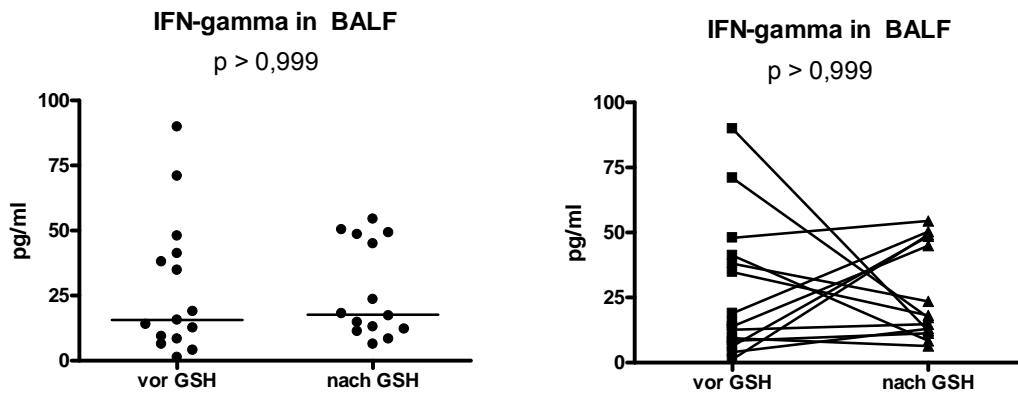 IFN-gamma in BALF
p > 0,999
100
75
50
25
0
pg/ml
vor GSH
nach GSH
IFN-gamma in BALF
p > 0,999
100
75
50
25
0
pg/ml
vor GSH
nach GSH